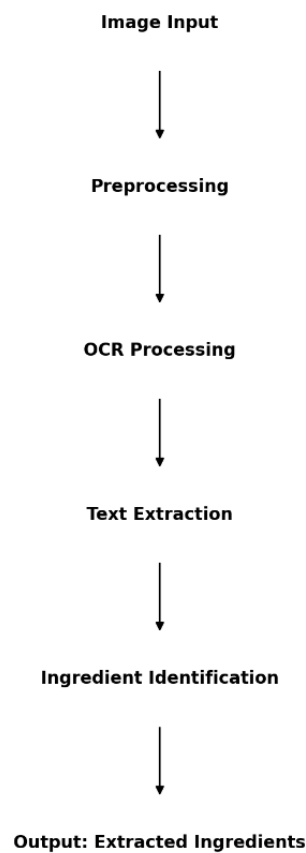 Image Input
Preprocessing
OCR Processing
Text Extraction
Ingredient Identification
Output: Extracted Ingredients